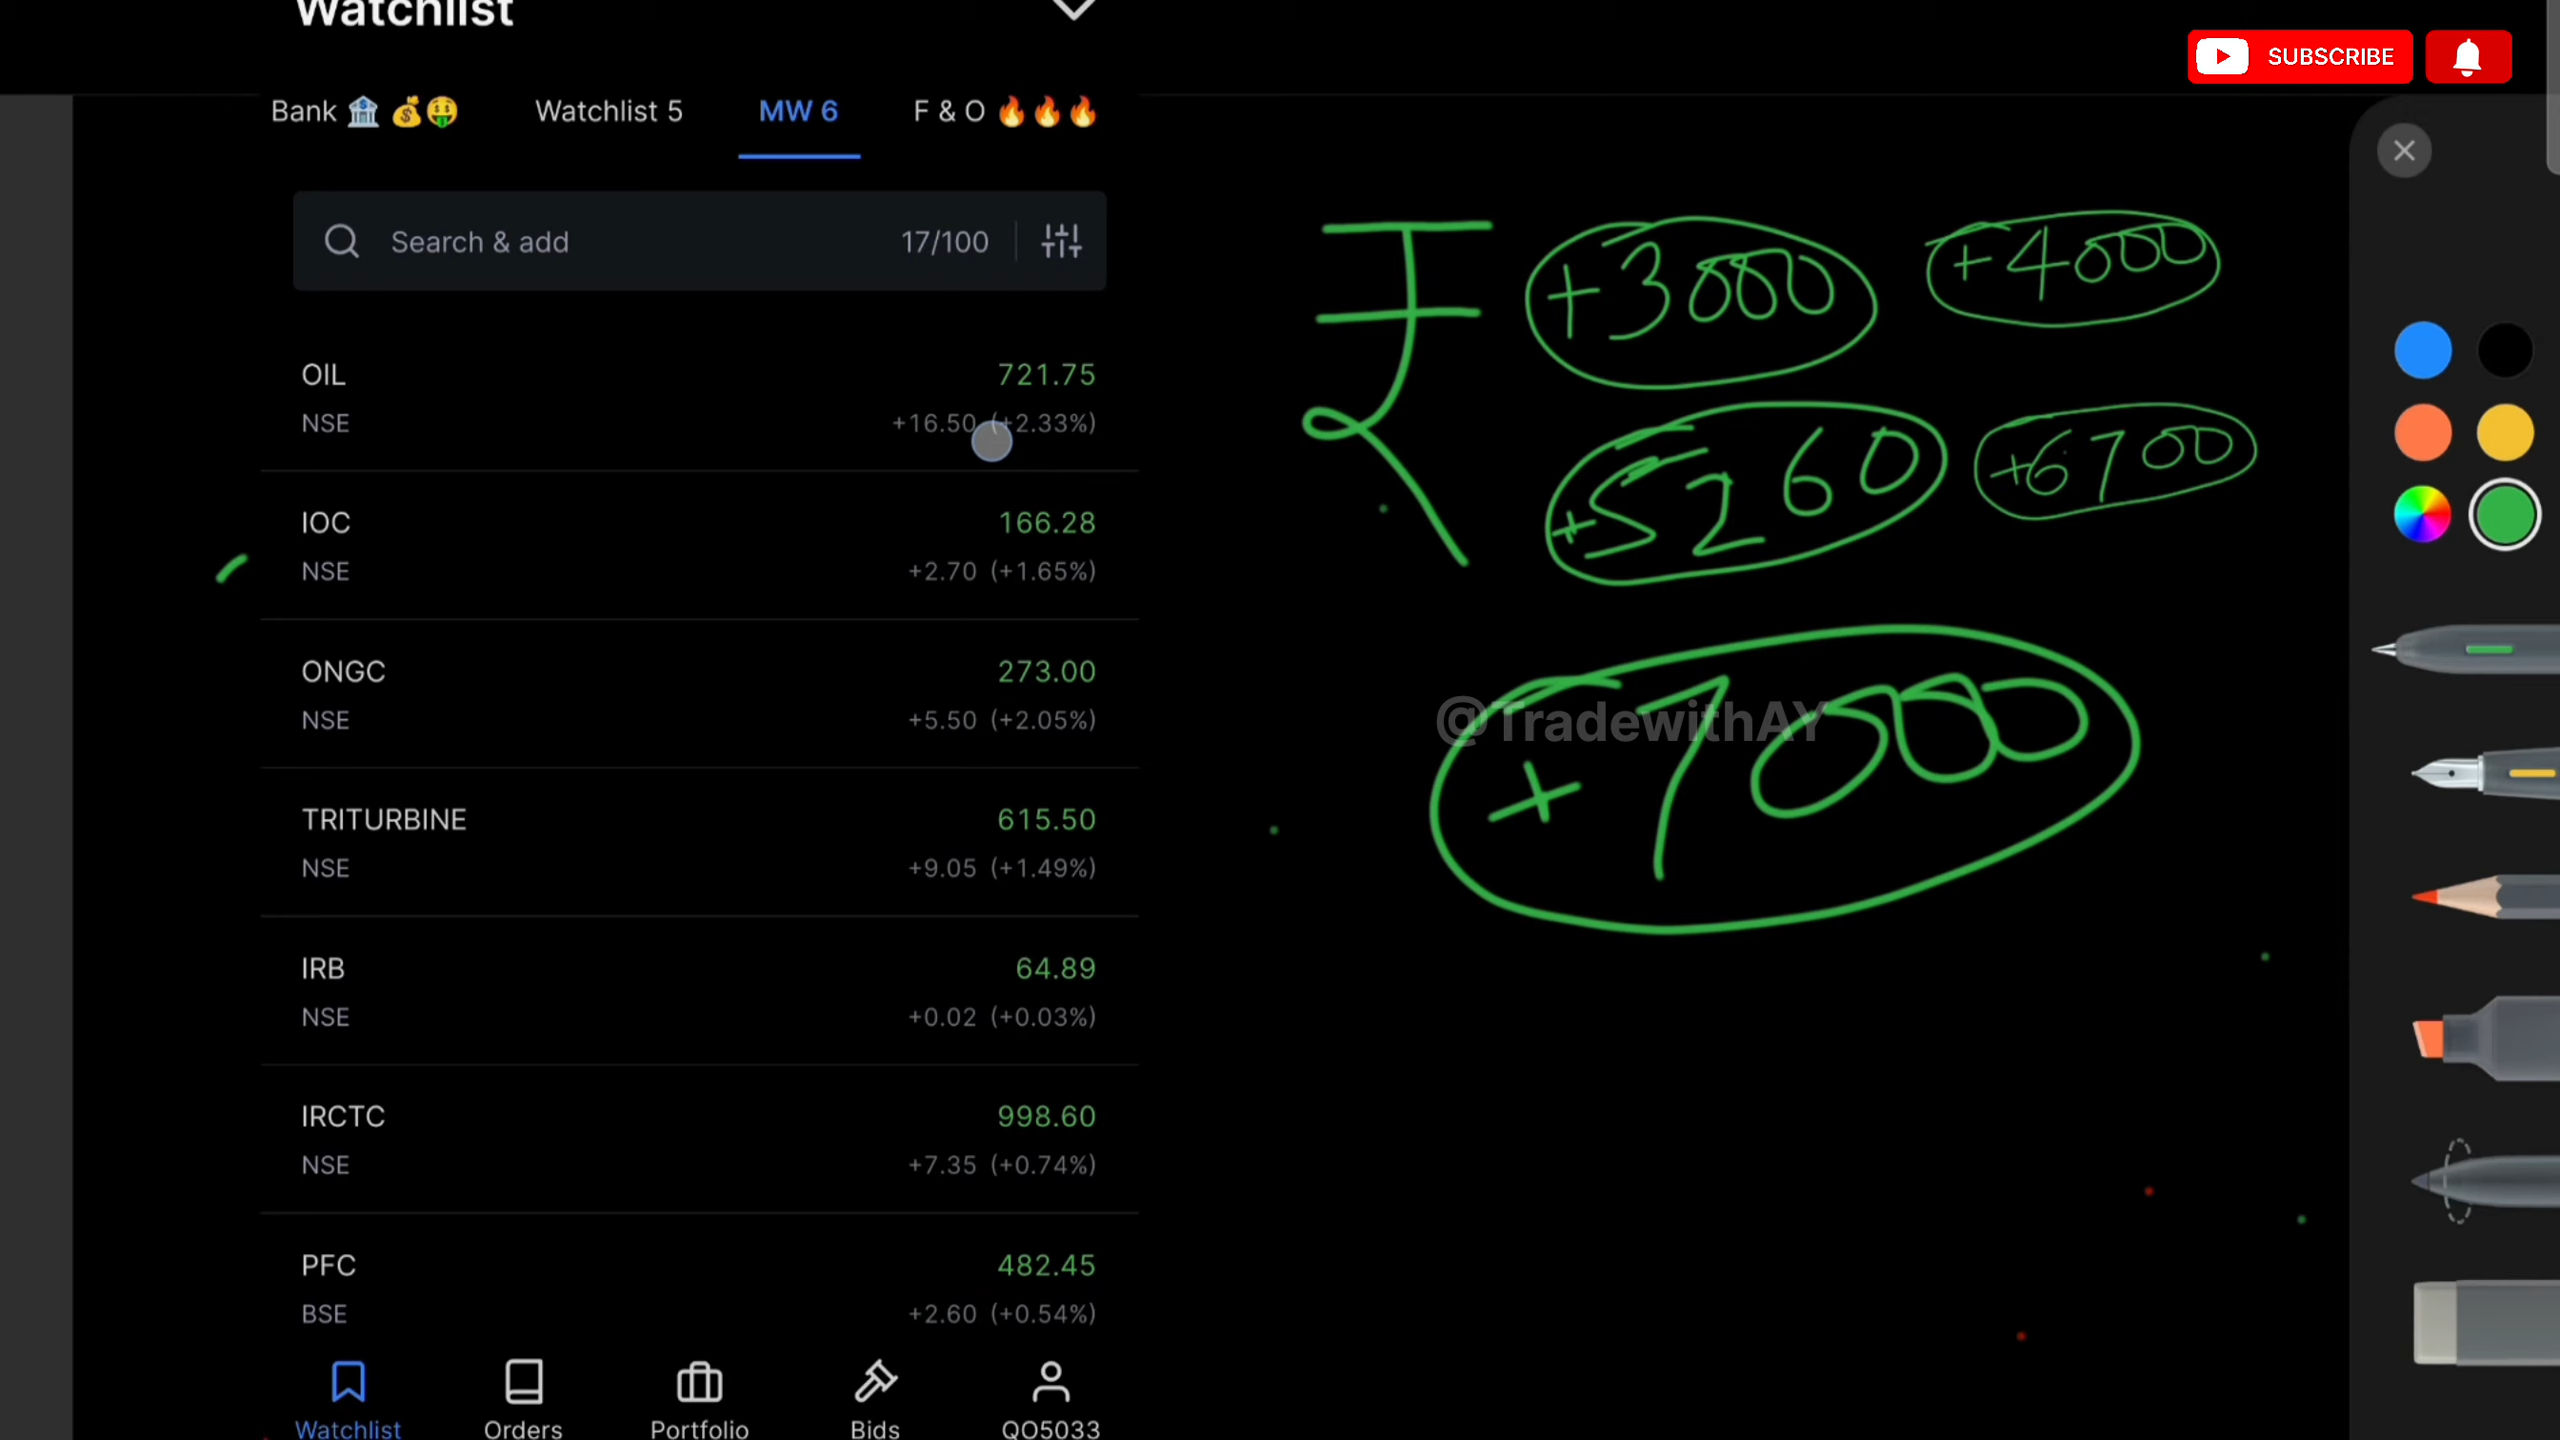 Watchlist
SUBSCRIBE
Bank 🏦 💰🤑 Watchlist 5 MW 6 F & O 🔥🔥🔥
Search & add 17/100
OIL 721.75
NSE +16.50 (+2.33%)
IOC 166.28
NSE +2.70 (+1.65%)
ONGC 273.00
NSE +5.50 (+2.05%)
TRITURBINE 615.50
NSE +9.05 (+1.49%)
IRB 64.89
NSE +0.02 (+0.03%)
IRCTC 998.60
NSE +7.35 (+0.74%)
PFC 482.45
BSE +2.60 (+0.54%)
Watchlist Orders Portfolio Bids QO5033
₹ +3000 +4000
+5260 +6700
@TradewithAY
+7000